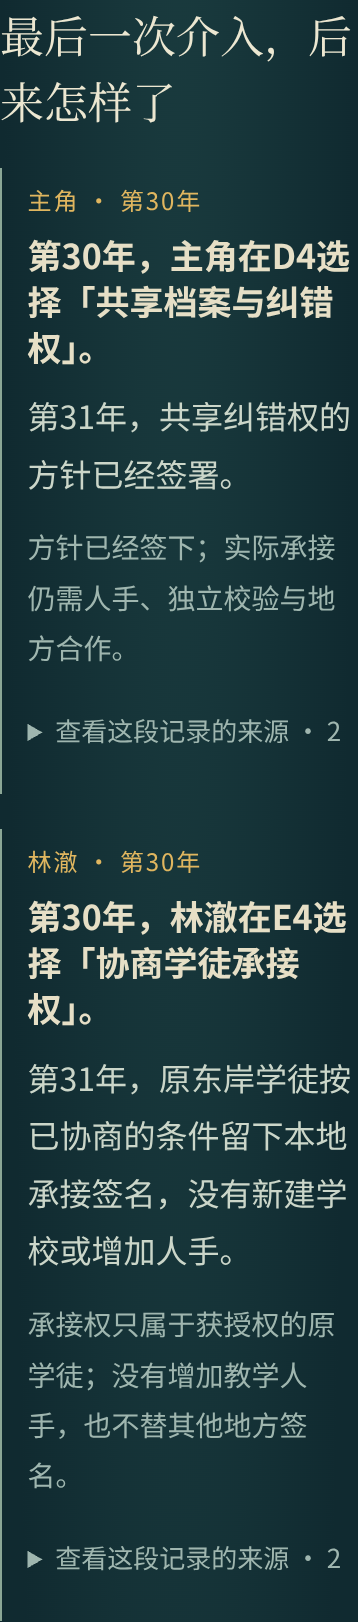 最后一次介入，后
来怎样了
主角 · 第30年
第30年，主角在D4选
择「共享档案与纠错
权」。
第31年，共享纠错权的
方针已经签署。
方针已经签下；实际承接
仍需人手、独立校验与地
方合作。
▶ 查看这段记录的来源 · 2
林澈 · 第30年
第30年，林澈在E4选
择「协商学徒承接
权」。
第31年，原东岸学徒按
已协商的条件留下本地
承接签名，没有新建学
校或增加人手。
承接权只属于获授权的原
学徒；没有增加教学人
手，也不替其他地方签
名。
▶ 查看这段记录的来源 · 2